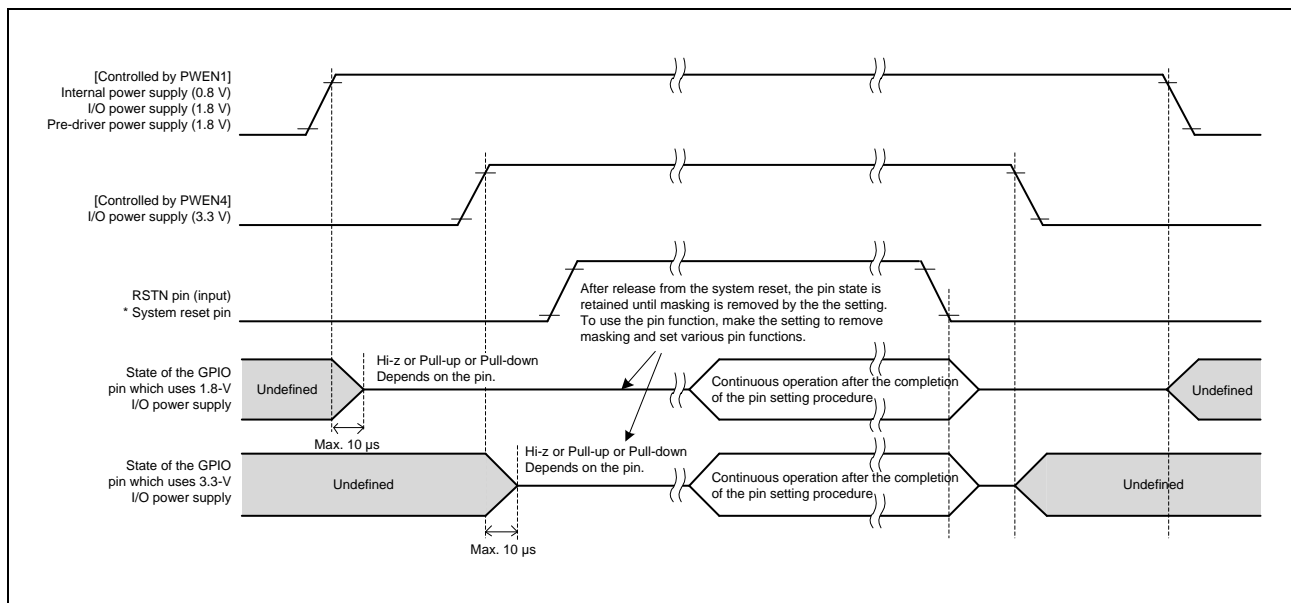 [Controlled by PWEN1]
Internal power supply (0.8 V)
I/O power supply (1.8 V)
Pre-driver power supply (1.8 V)
[Controlled by PWEN4]
I/O power supply (3.3 V)
RSTN pin (input)
* System reset pin
After release from the system reset, the pin state is
retained until masking is removed by the the setting.
To use the pin function, make the setting to remove
masking and set various pin functions.
State of the GPIO
pin which uses 1.8-V
I/O power supply
Undefined
Hi-z or Pull-up or Pull-down
Depends on the pin.
Continuous operation after the completion
of the pin setting procedure
Undefined
Max. 10 µs
State of the GPIO
pin which uses 3.3-V
I/O power supply
Undefined
Hi-z or Pull-up or Pull-down
Depends on the pin.
Continuous operation after the completion
of the pin setting procedure
Undefined
Max. 10 µs